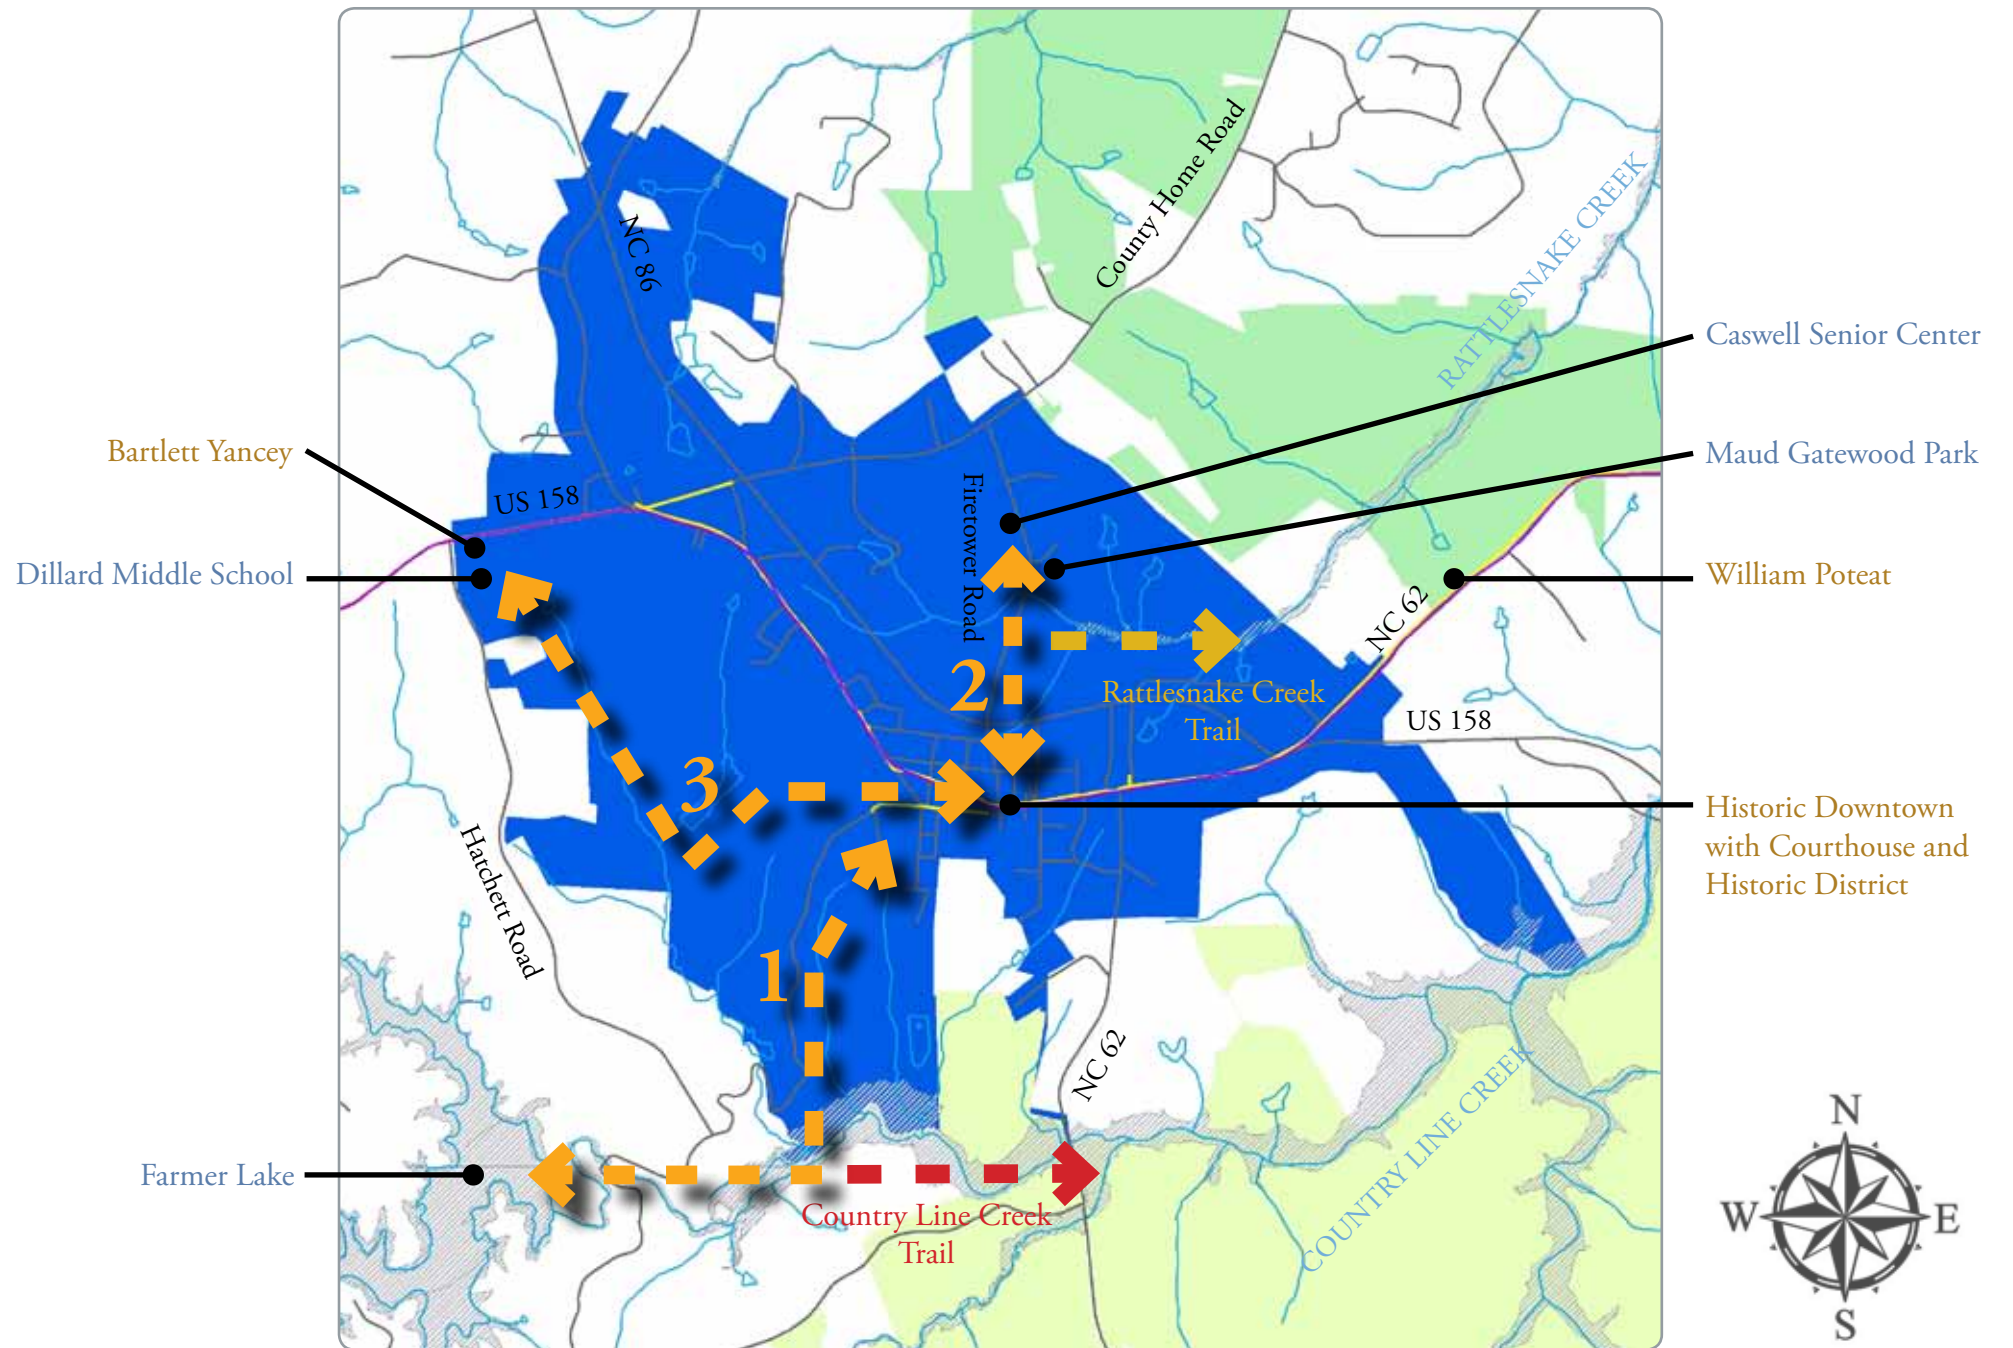 NC 86
County Home Road
RATTLESNAKE CREEK
Caswell Senior Center
Maud Gatewood Park
Bartlett Yancey
US 158
Firetower Road
Dillard Middle School
William Poteat
NC 62
2
Rattlesnake Creek
Trail
US 158
3
Historic Downtown
with Courthouse and
Historic District
Hatchett Road
1
NC 62
COUNTRY LINE CREEK
Farmer Lake
Country Line Creek
Trail
N
W
E
S